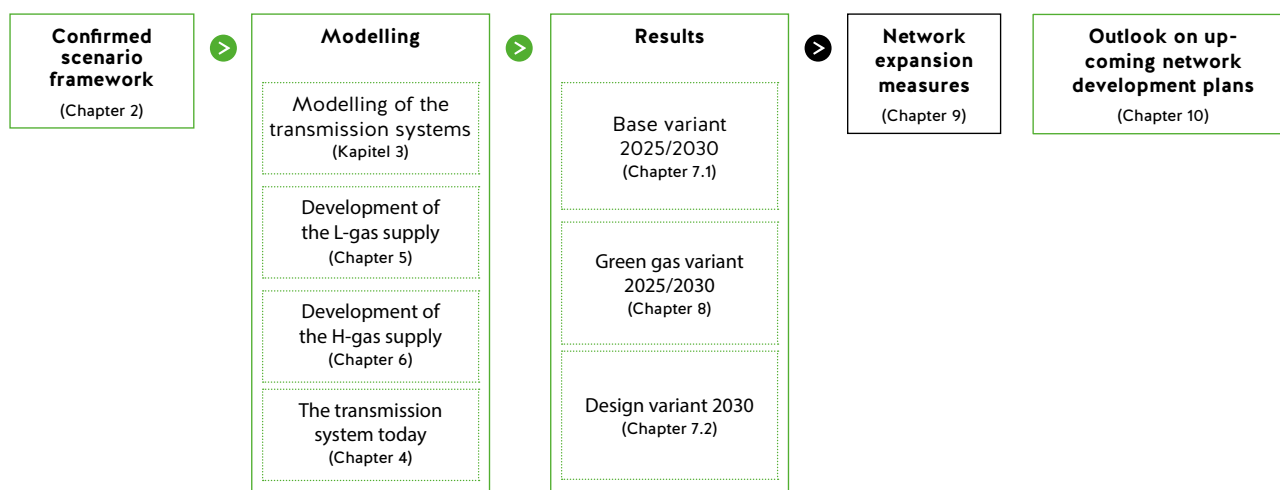 Confirmed
scenario
framework
(Chapter 2)
>
Modelling
Modelling of the
transmission systems
(Kapitel 3)
Development of
the L-gas supply
(Chapter 5)
Development of
the H-gas supply
(Chapter 6)
The transmission
system today
(Chapter 4)
>
Results
Base variant
2025/2030
(Chapter 7.1)
Green gas variant
2025/2030
(Chapter 8)
Design variant 2030
(Chapter 7.2)
>
Network
expansion
measures
(Chapter 9)
Outlook on up-
coming network
development plans
(Chapter 10)